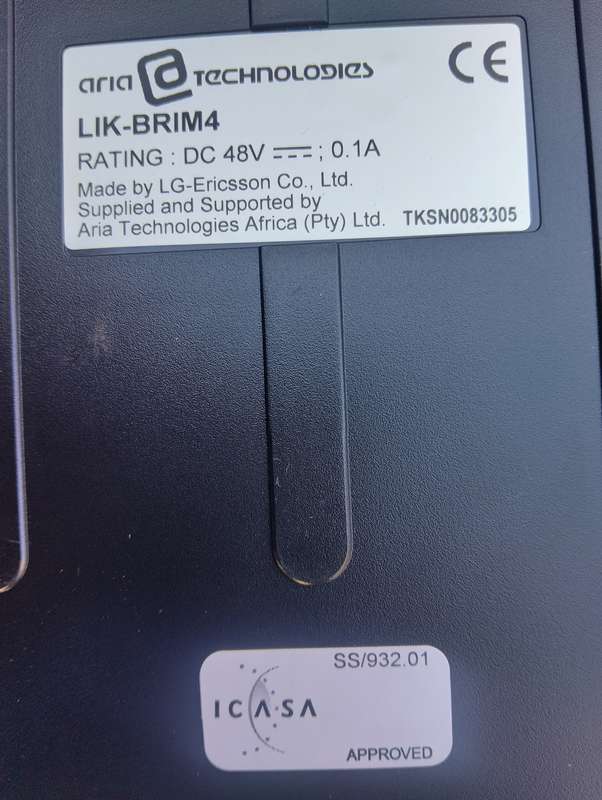 aria @ TECHNOLOGIES CE
LIK-BRIM4
RATING : DC 48V ⎓ ; 0.1A
Made by LG-Ericsson Co., Ltd.
Supplied and Supported by
Aria Technologies Africa (Pty) Ltd. TKSN0083305
SS/932.01
ICASA
APPROVED